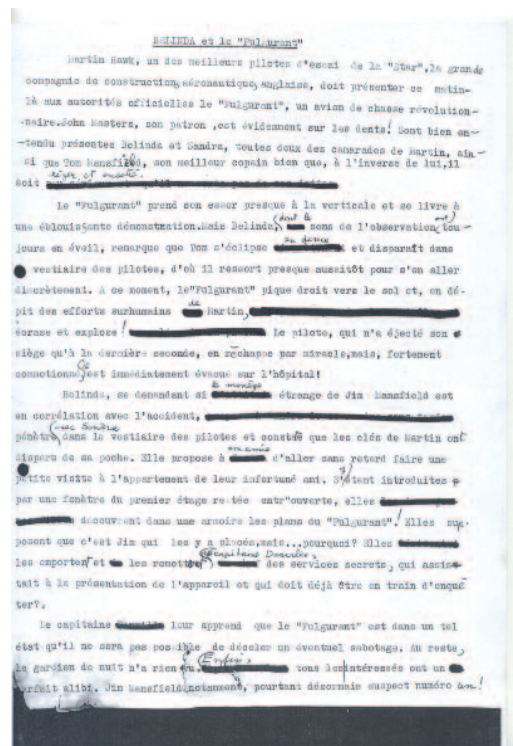 BELINDA et le "Fulgurant"
Martin Hawk, un des meilleurs pilotes d'essai de la "Star", la grande
compagnie de construction aéronautique anglaise, doit présenter ce matin-
là aux autorités officielles le "Fulgurant", un avion de chasse révolution-
-naire. John Masters, son patron ,est évidemment sur les dents! Sont bien en-
-tendu présentes Belinda et Sandra, toutes deux des camarades de Martin, ain-
si que Tom Mansfield, son meilleur copain bien que, à l'inverse de lui,il
soit
Le "Fulgurant" prend son essor presque à la verticale et se livre à
une éblouissante démonstration.Mais Belinda, (dont le sens de l'observation (est) tou-
jours en éveil, remarque que Tom s'éclipse en douce et disparaît dans
vestiaire des pilotes, d'où il ressort presque aussitôt pour s'en aller
discrètement. A ce moment, le"Fulgurant" pique droit vers le sol et, en dé-
pit des efforts surhumains de Martin,
écrase et explose! Le pilote, qui n'a éjecté son
siège qu'à la dernière seconde, en réchappe par miracle,mais, fortement
commotionné, est immédiatement évacué sur l'hôpital!
Belinda, se demandant si le manège étrange de Jim Mansfield est
en corrélation avec l'accident,
pénètre (avec Sandra dans le vestiaire des pilotes et constate que les clés de Martin ont
disparu de sa poche. Elle propose à son amie d'aller sans retard faire une
petite visite à l'appartement de leur infortuné ami. S'y étant introduites
par une fenêtre du premier étage restée entr"ouverte, elles
découvrent dans une armoire les plans du "Fulgurant"! Elles sup-
posent que c'est Jim qui les y a placés,mais...pourquoi? Elles
les emportent et les remettent des services secrets, qui assis-
tait à la présentation de l'appareil et qui doit déjà être en train d'enquê
ter?.
Le capitaine leur apprend que le "Fulgurant" est dans un tel
état qu'il ne sera pas possible de déceler un éventuel sabotage. Au reste,
le gardien de nuit n'a rien vu. (Enfin, tous les intéressés ont un
parfait alibi. Jim Mansfield, notamment, pourtant désormais suspect numéro un!